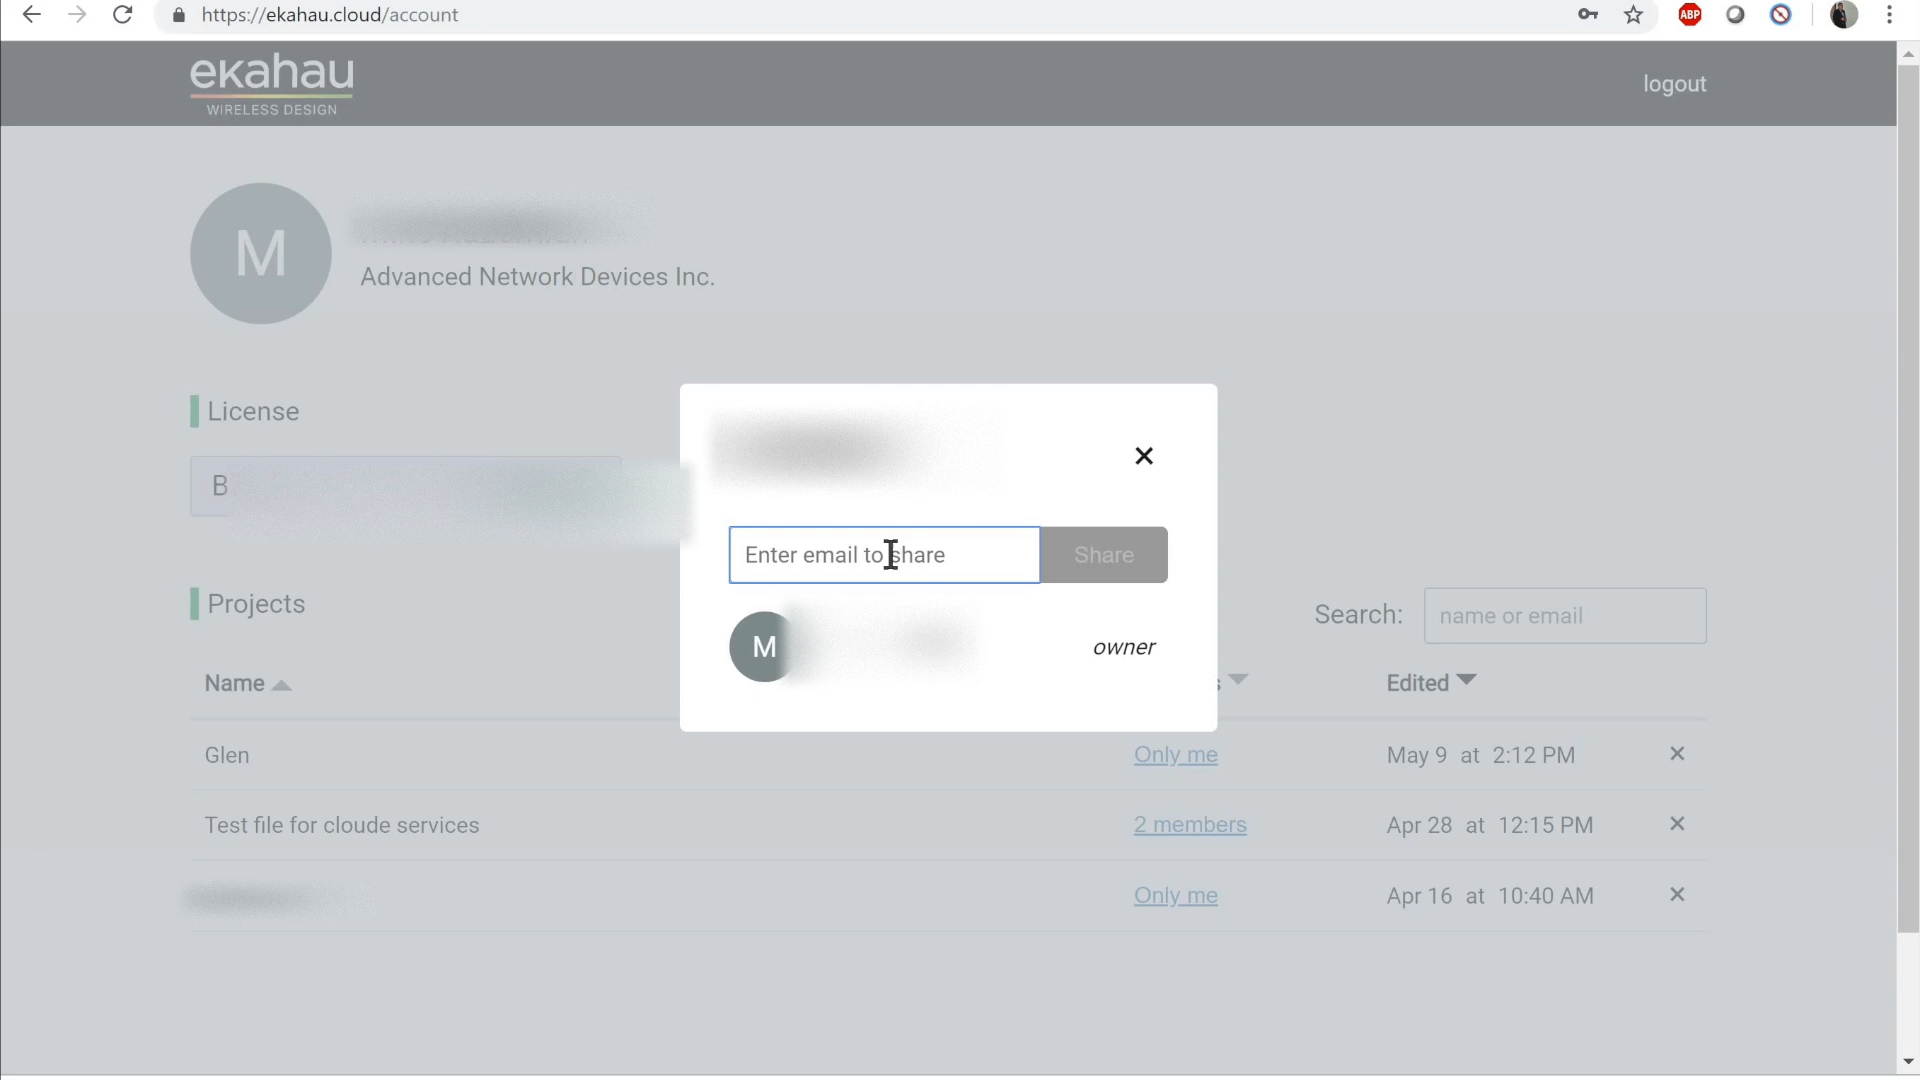 https://ekahau.cloud/account
ABP
ekahau
WIRELESS DESIGN
logout
M
Advanced Network Devices Inc.
License
B
Enter email to share
Share
M
owner
Projects
Search:
name or email
Name
Edited
Glen
Only me
May 9 at 2:12 PM
Test file for cloude services
2 members
Apr 28 at 12:15 PM
Only me
Apr 16 at 10:40 AM